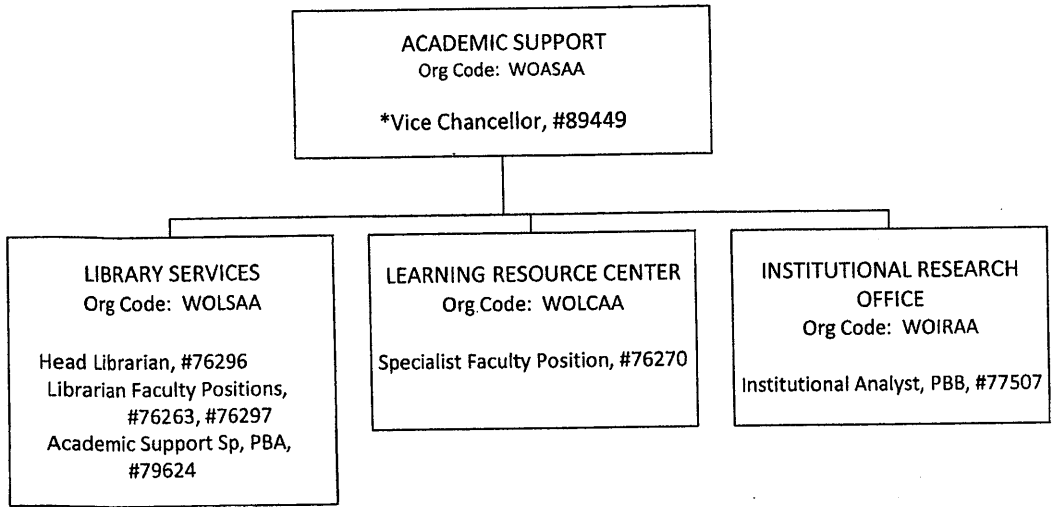 ACADEMIC SUPPORT
Org Code: WOASAA
*Vice Chancellor, #89449
LIBRARY SERVICES
Org Code: WOLSAA
Head Librarian, #76296
Librarian Faculty Positions,
#76263, #76297
Academic Support Sp, PBA,
#79624
LEARNING RESOURCE CENTER
Org Code: WOLCAA
Specialist Faculty Position, #76270
INSTITUTIONAL RESEARCH
OFFICE
Org Code: WOIRAA
Institutional Analyst, PBB, #77507